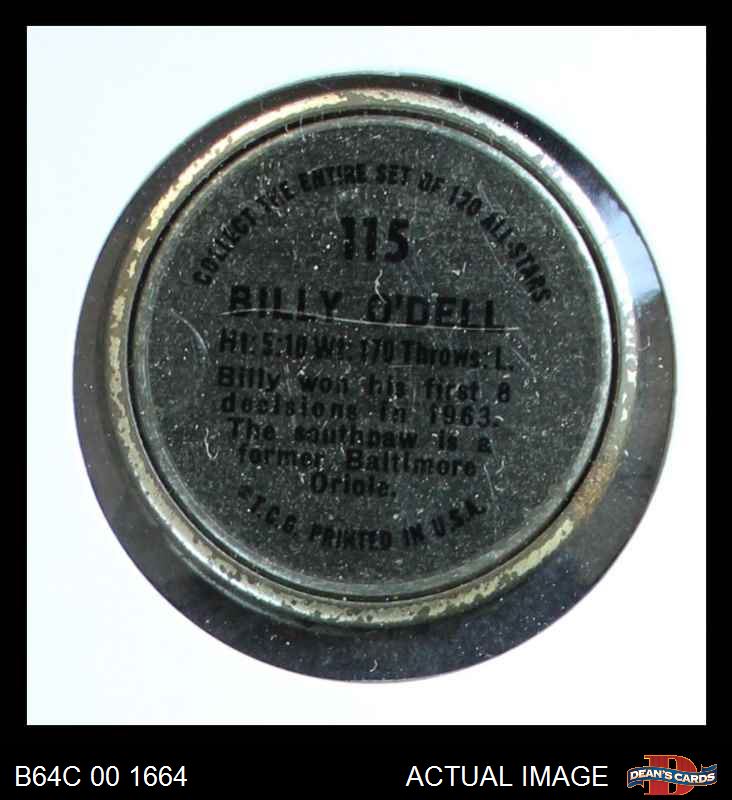 COLLECT THE ENTIRE SET OF 120 ALL-STARS
115
BILLY O'DELL
Ht: 5:10 Wt: 170 Throws: L.
Billy won his first 8
decisions in 1963.
The southpaw is a
former Baltimore
Oriole.
©T.C.G. PRINTED IN U.S.A.
B64C 00 1664
ACTUAL IMAGE
DEAN'S CARDS